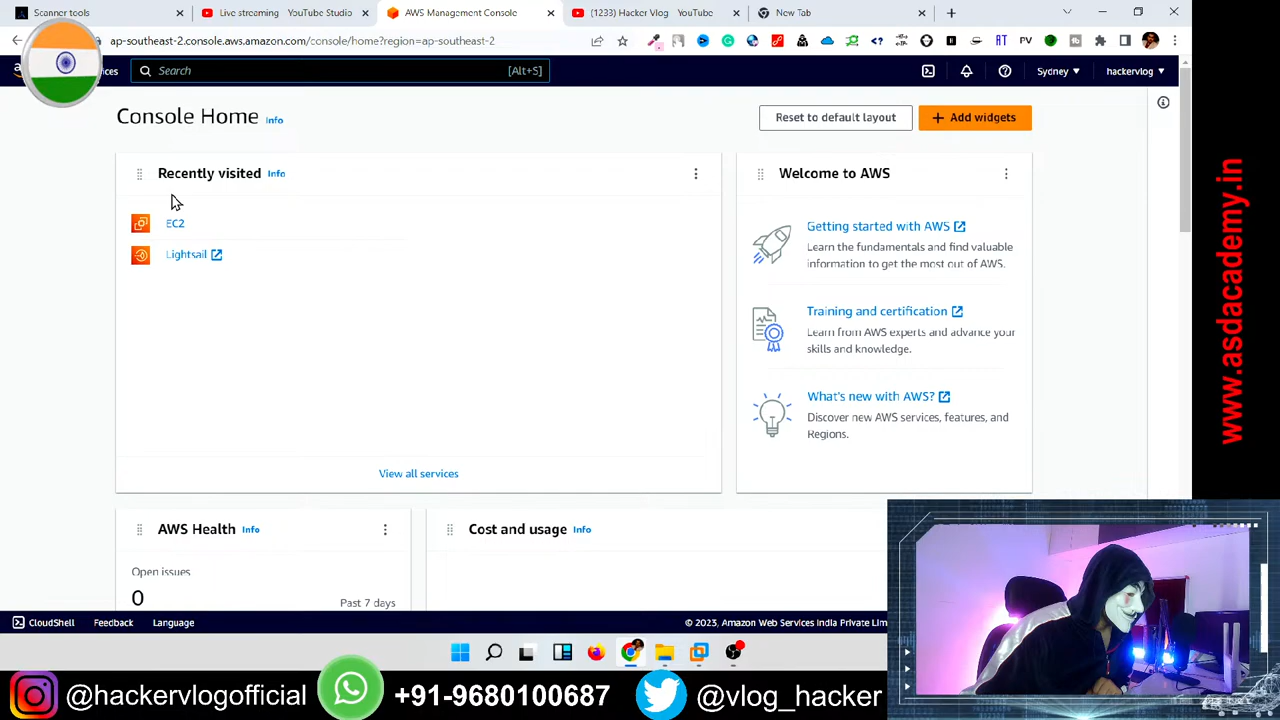 Scanner tools
Live streaming - YouTube Studio
AWS Management Console
(1233) Hacker Vlog - YouTube
New Tab
ap-southeast-2.console.aws.amazon.com/console/home?region=ap-southeast-2
PV
Search
[Alt+S]
Sydney
hackervlog
Console Home Info
Reset to default layout
+ Add widgets
Recently visited Info
Welcome to AWS
EC2
Lightsail
Getting started with AWS
Learn the fundamentals and find valuable
information to get the most out of AWS.
Training and certification
Learn from AWS experts and advance your
skills and knowledge.
What's new with AWS?
Discover new AWS services, features, and
Regions.
View all services
AWS Health Info
Cost and usage Info
Open issues
0
Past 7 days
CloudShell
Feedback
Language
© 2023, Amazon Web Services India Private
@hackervlogofficial
+91-9680100687
@vlog_hacker
www.asdacademy.in